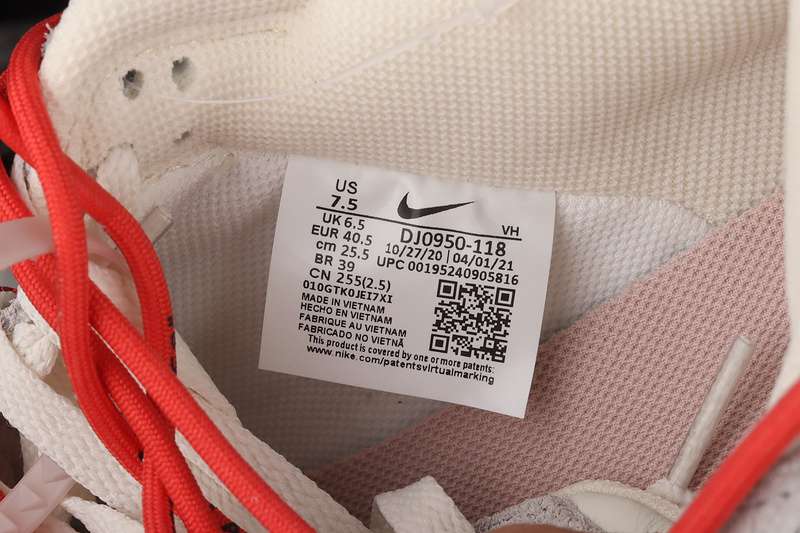 US
7.5
VH
UK 6.5
DJ0950-118
EUR 40.5
10/27/20 | 04/01/21
cm 25.5
UPC 00195240905816
BR 39
CN 255(2.5)
010GTK0JEI7XI
MADE IN VIETNAM
HECHO EN VIETNAM
FABRIQUE AU VIETNAM
FABRICADO NO VIETNÃ
This product is covered by one or more patents:
www.nike.com/patentsvirtualmarking